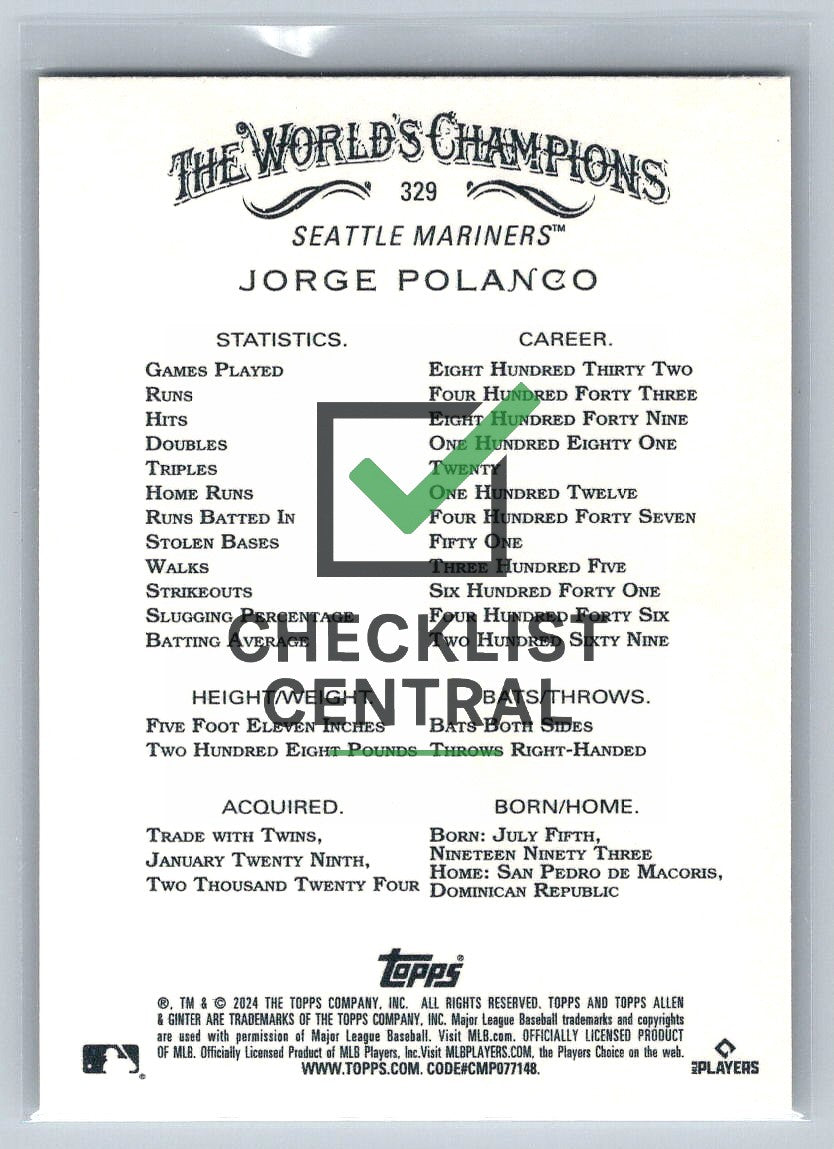 THE WORLD'S CHAMPIONS
329
SEATTLE MARINERS™
JORGE POLANCO
STATISTICS. CAREER.
GAMES PLAYED EIGHT HUNDRED THIRTY TWO
RUNS FOUR HUNDRED FORTY THREE
HITS EIGHT HUNDRED FORTY NINE
DOUBLES ONE HUNDRED EIGHTY ONE
TRIPLES TWENTY
HOME RUNS ONE HUNDRED TWELVE
RUNS BATTED IN FOUR HUNDRED FORTY SEVEN
STOLEN BASES FIFTY ONE
WALKS THREE HUNDRED FIVE
STRIKEOUTS SIX HUNDRED FORTY ONE
SLUGGING PERCENTAGE FOUR HUNDRED FORTY SIX
BATTING AVERAGE TWO HUNDRED SIXTY NINE
CHECKLIST
CENTRAL
HEIGHT/WEIGHT. BATS/THROWS.
FIVE FOOT ELEVEN INCHES BATS BOTH SIDES
TWO HUNDRED EIGHT POUNDS THROWS RIGHT-HANDED
ACQUIRED. BORN/HOME.
TRADE WITH TWINS,
JANUARY TWENTY NINTH,
TWO THOUSAND TWENTY FOUR
BORN: JULY FIFTH,
NINETEEN NINETY THREE
HOME: SAN PEDRO DE MACORIS,
DOMINICAN REPUBLIC
Topps®
®, TM & © 2024 THE TOPPS COMPANY, INC. ALL RIGHTS RESERVED. TOPPS AND TOPPS ALLEN
& GINTER ARE TRADEMARKS OF THE TOPPS COMPANY, INC. Major League Baseball trademarks and copyrights
are used with permission of Major League Baseball. Visit MLB.com. OFFICIALLY LICENSED PRODUCT
OF MLB. Officially Licensed Product of MLB Players, Inc.Visit MLBPLAYERS.COM, the Players Choice on the web.
WWW.TOPPS.COM. CODE#CMP077148.
MLB PLAYERS